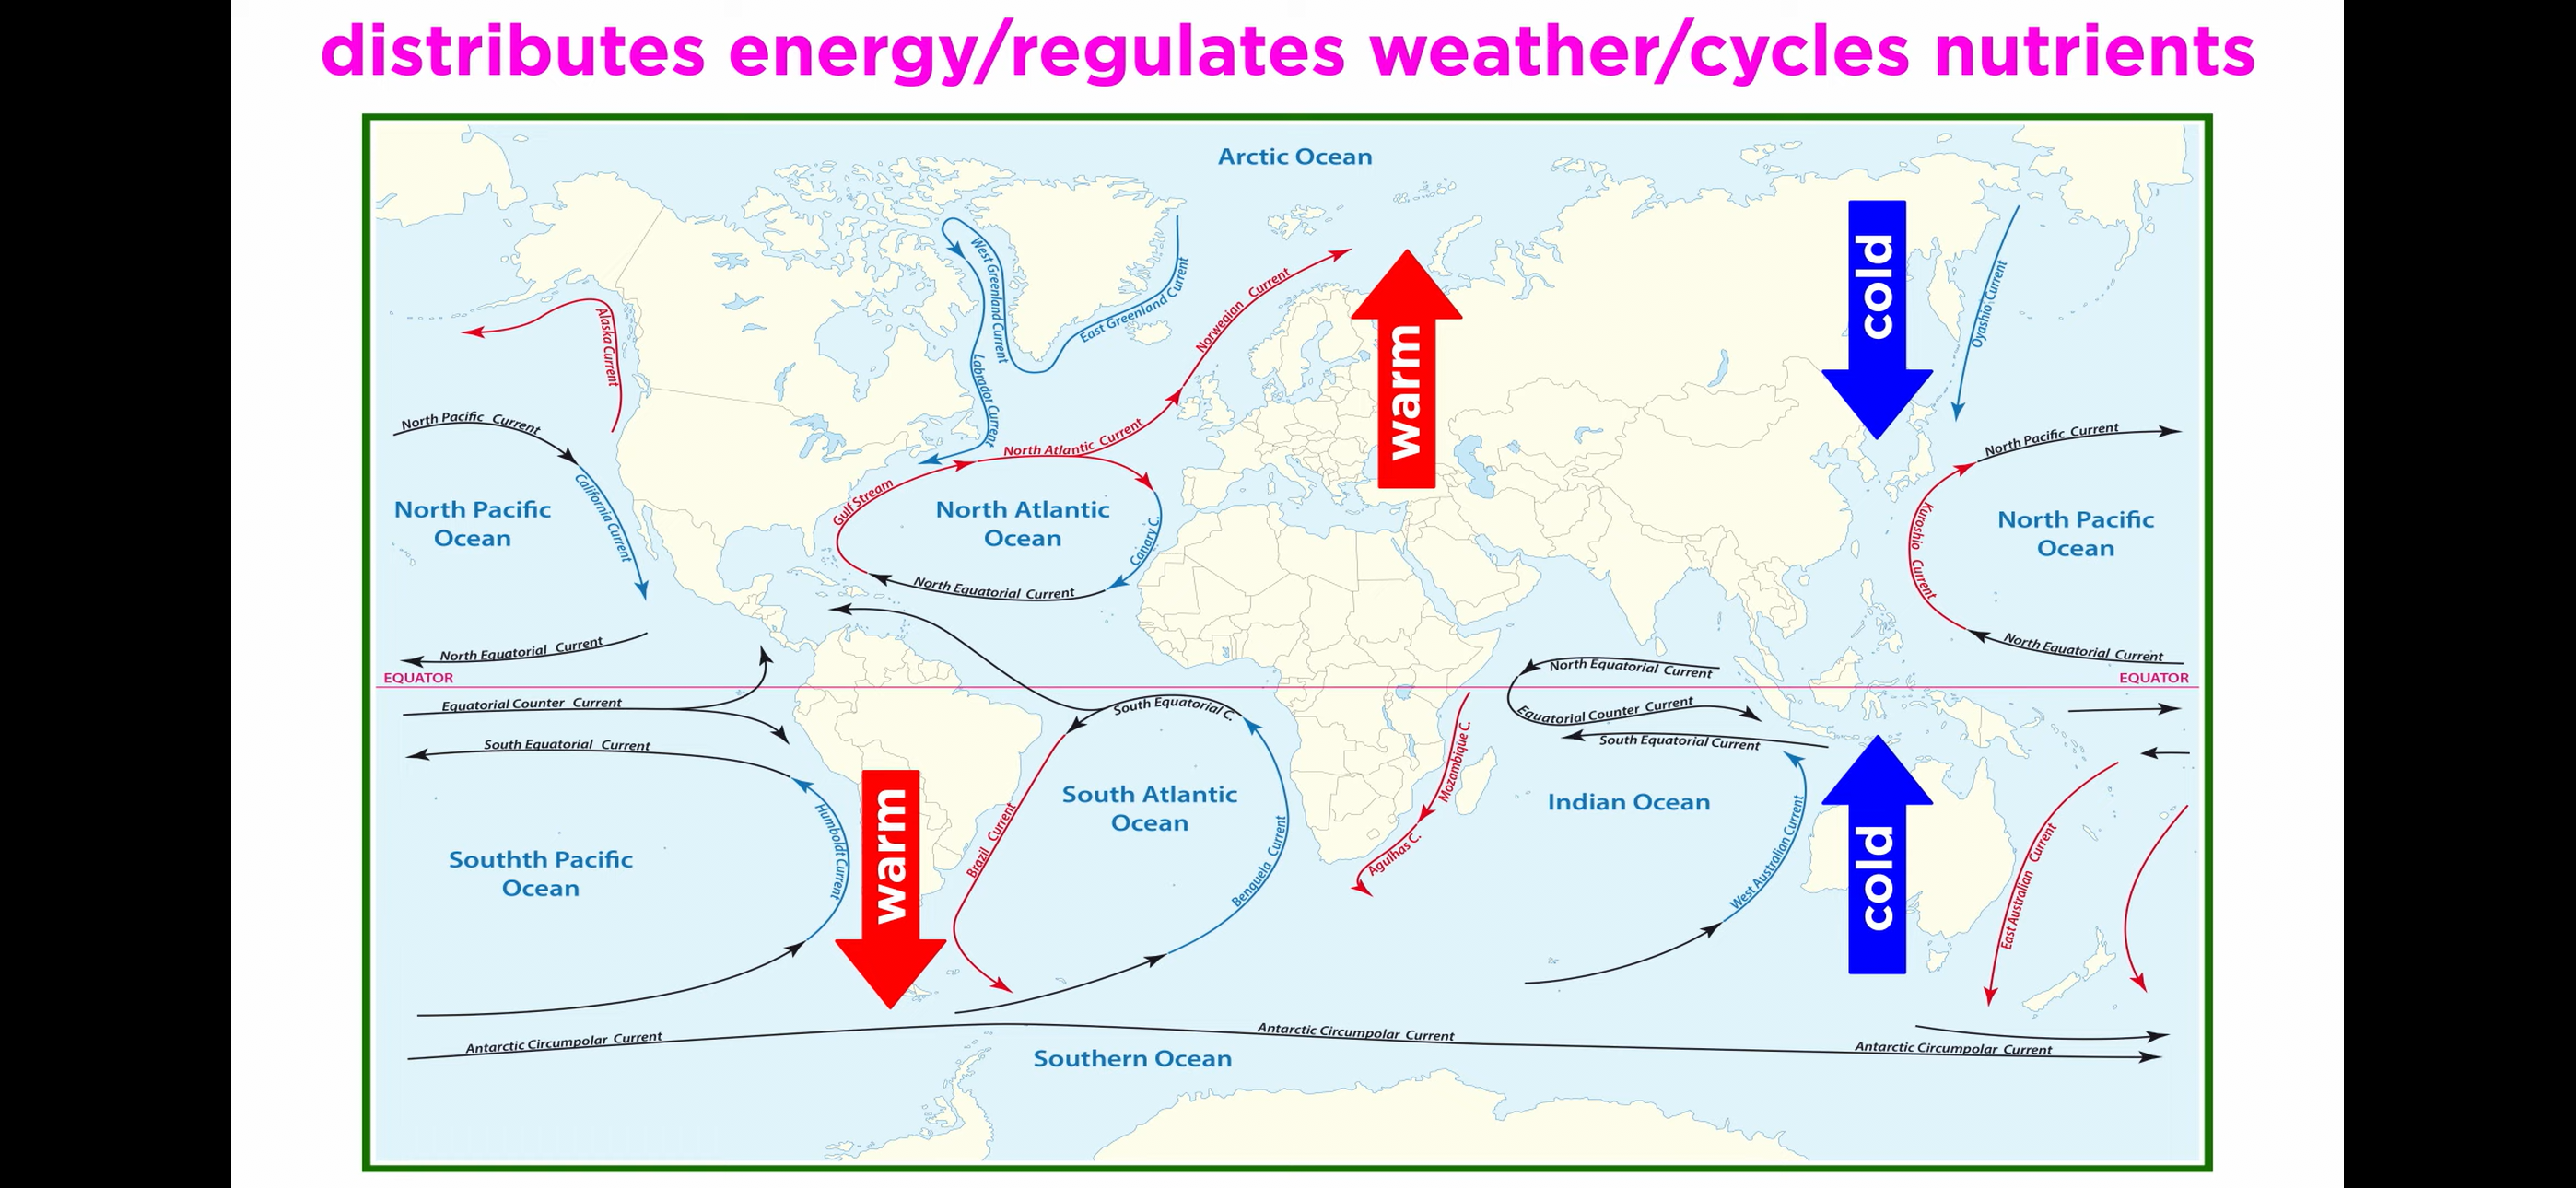 distributes energy/regulates weather/cycles nutrients
Arctic Ocean
West Greenland Current
East Greenland Current
Labrador Current
Norwegian Current
warm
cold
Oyashio Current
Alaska Current
North Pacific Current
California Current
North Pacific
Ocean
North Atlantic Current
Gulf Stream
North Atlantic
Ocean
Canary C.
North Equatorial Current
North Pacific Current
Kuroshio Current
North Pacific
Ocean
North Equatorial Current
North Equatorial Current
North Equatorial Current
EQUATOR
EQUATOR
Equatorial Counter Current
South Equatorial C.
Equatorial Counter Current
South Equatorial Current
South Equatorial Current
Mozambique C.
Agulhas C.
Humboldt Current
warm
Brazil Current
South Atlantic
Ocean
Benguela Current
Indian Ocean
West Australian Current
cold
East Australian Current
Southth Pacific
Ocean
Antarctic Circumpolar Current
Antarctic Circumpolar Current
Antarctic Circumpolar Current
Southern Ocean